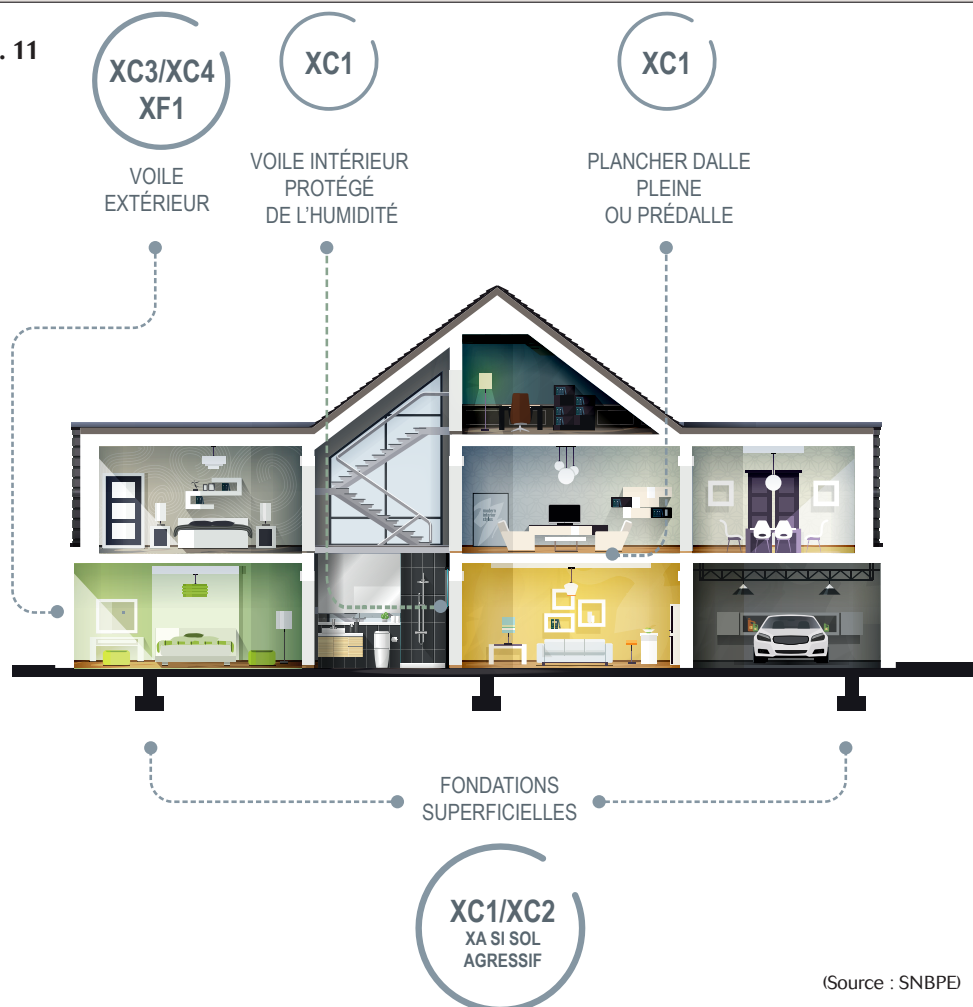 . 11
XC3/XC4
XF1
XC1
XC1
VOILE
EXTÉRIEUR
VOILE INTÉRIEUR
PROTÉGÉ
DE L'HUMIDITÉ
PLANCHER DALLE
PLEINE
OU PRÉDALLE
FONDATIONS
SUPERFICIELLES
XC1/XC2
XA SI SOL
AGRESSIF
(Source : SNBPE)